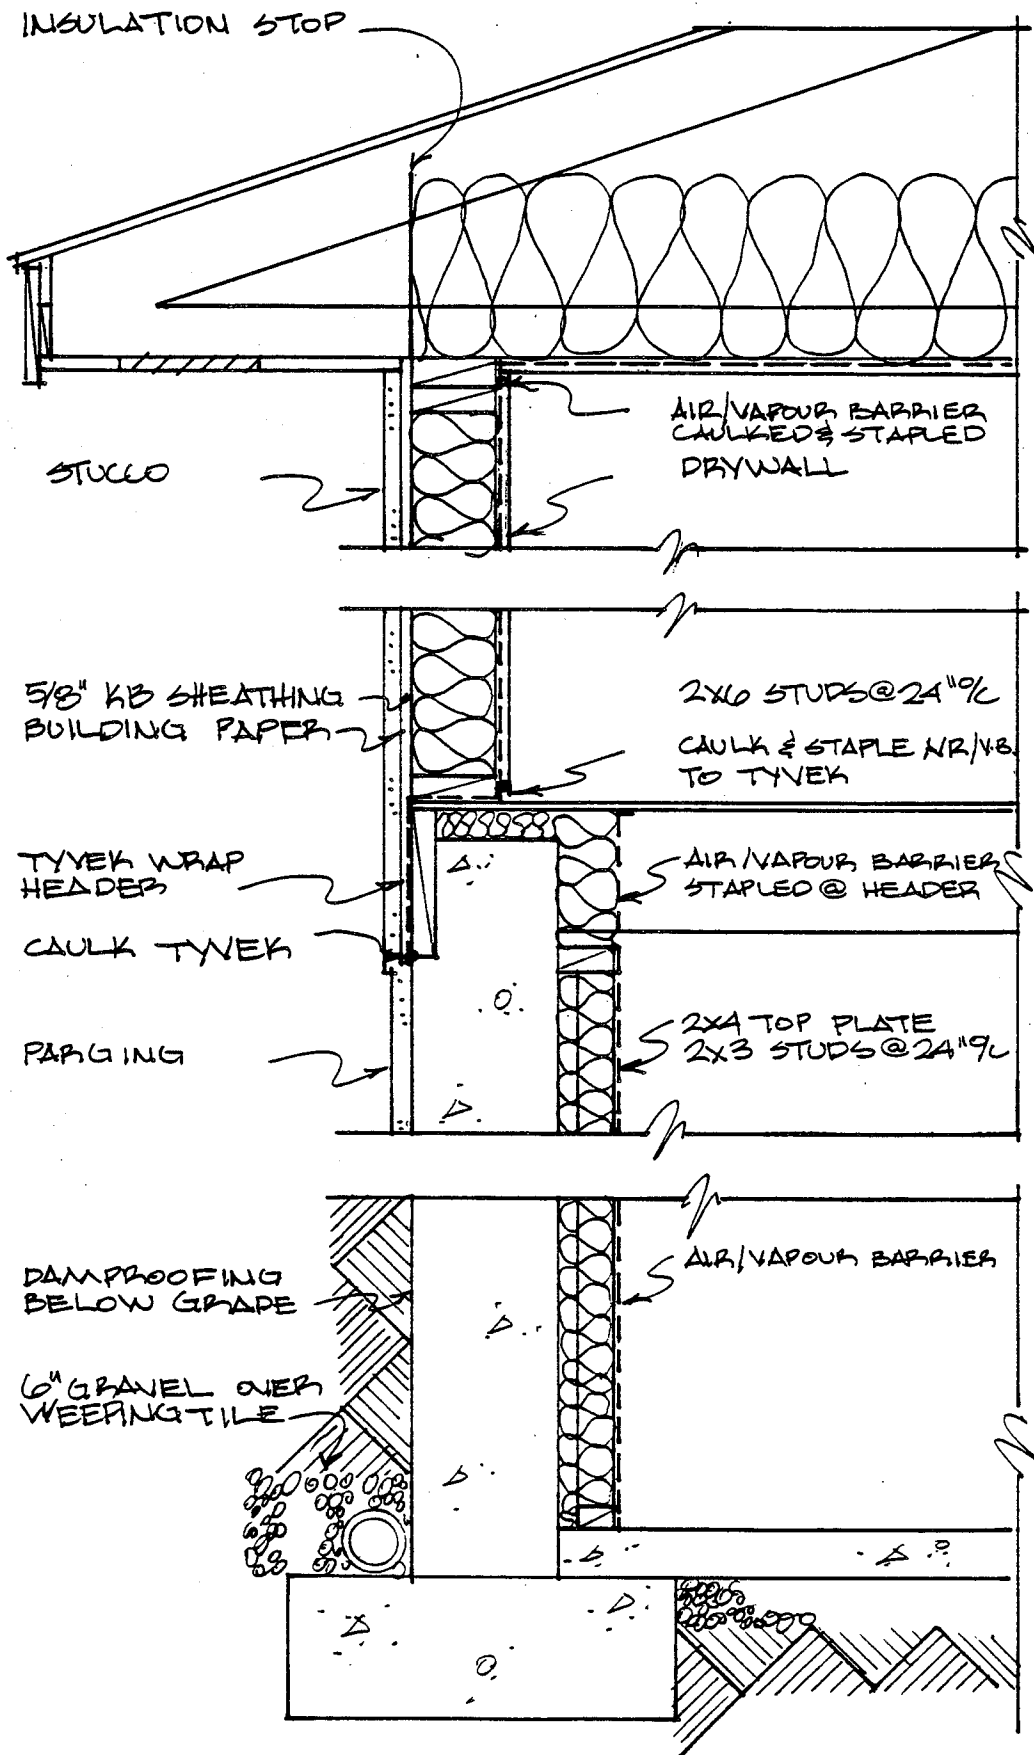 INSULATION STOP
AIR/VAPOUR BARRIER
CAULKED & STAPLED
DRYWALL
STUCCO
5/8" KB SHEATHING
BUILDING PAPER
2X6 STUDS @ 24" O/C
CAULK & STAPLE A/R/V.B.
TO TYVEK
TYVEK WRAP
HEADER
AIR/VAPOUR BARRIER
STAPLED @ HEADER
CAULK TYVEK
2X4 TOP PLATE
2X3 STUDS @ 24" O/C
PARGING
AIR/VAPOUR BARRIER
DAMPROOFING
BELOW GRADE
6" GRAVEL OVER
WEEPING TILE